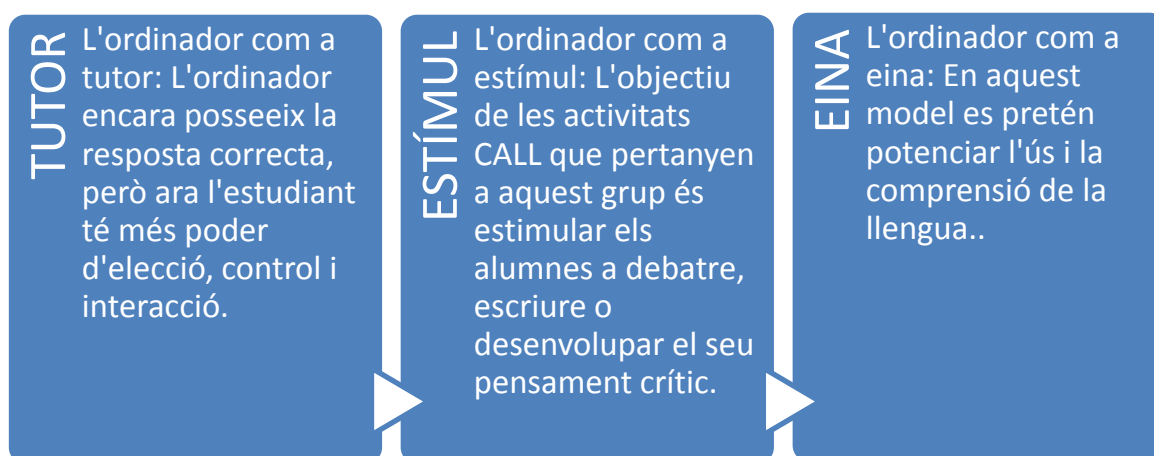 TUTOR
L'ordinador com a
tutor: L'ordinador
encara posseeix la
resposta correcta,
però ara l'estudiant
té més poder
d'elecció, control i
interacció.
ESTÍMUL
L'ordinador com a
estímul: L'objectiu
de les activitats
CALL que pertanyen
a aquest grup és
estimular els
alumnes a debatre,
escriure o
desenvolupar el seu
pensament crític.
EINA
L'ordinador com a
eina: En aquest
model es pretén
potenciar l'ús i la
comprensió de la
llengua..